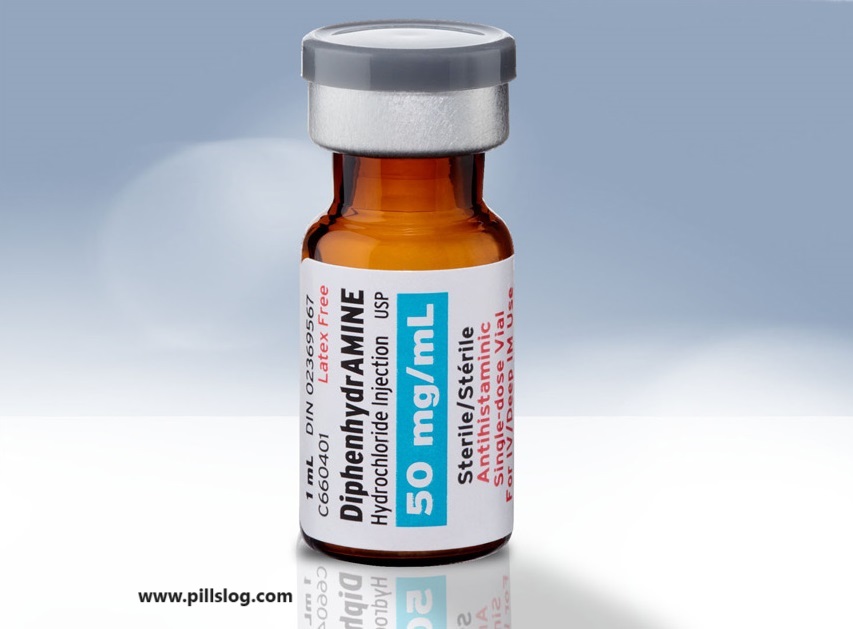 1 mL DIN 02369567
C660401 Latex Free
DiphenhydrAMINE
Hydrochloride Injection USP
50 mg/mL
Sterile/Stérile
Antihistaminic
Single-dose Vial
For IV/Deep IM Use
www.pillslog.com